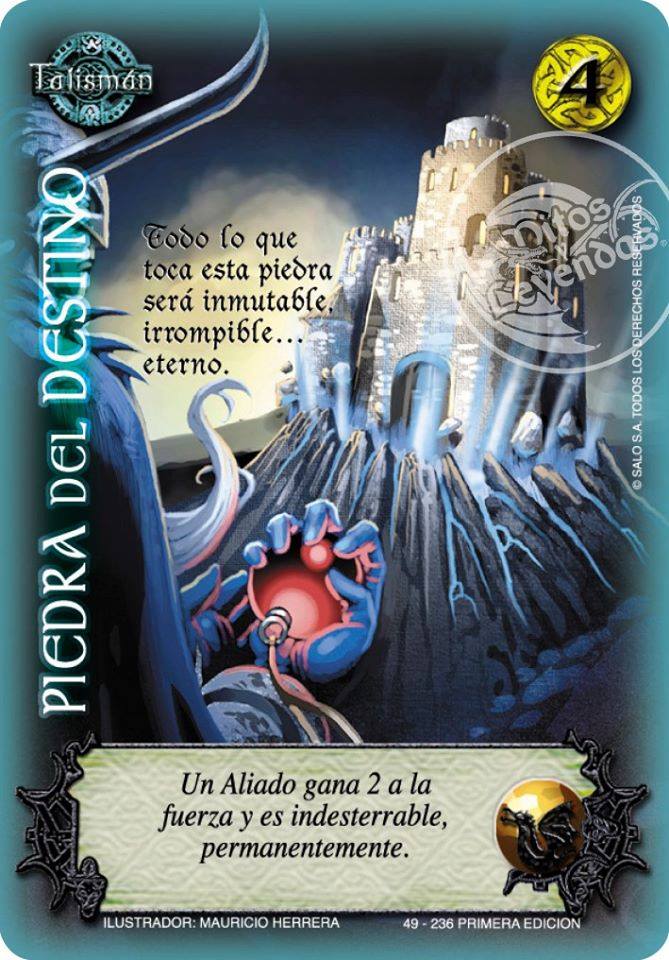 Talismán
4
PIEDRA DEL DESTINO
Todo lo que
toca esta piedra
será inmutable,
irrompible...
eterno.
Mitos
y
Leyendas®
© SALO S.A. TODOS LOS DERECHOS RESERVADOS
Un Aliado gana 2 a la
fuerza y es indesterrable,
permanentemente.
ILUSTRADOR: MAURICIO HERRERA
49 - 236 PRIMERA EDICION